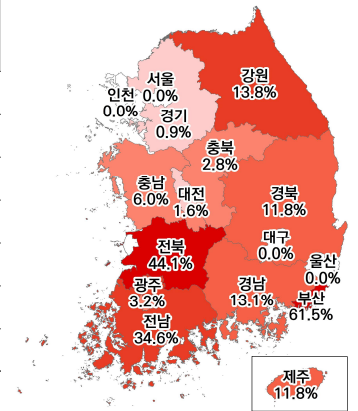 서울
0.0%
강원
13.8%
인천
0.0%
경기
0.9%
충북
2.8%
충남
6.0%
대전
1.6%
경북
11.8%
대구
0.0%
전북
44.1%
울산
0.0%
광주
3.2%
경남
13.1%
부산
61.5%
전남
34.6%
제주
11.8%